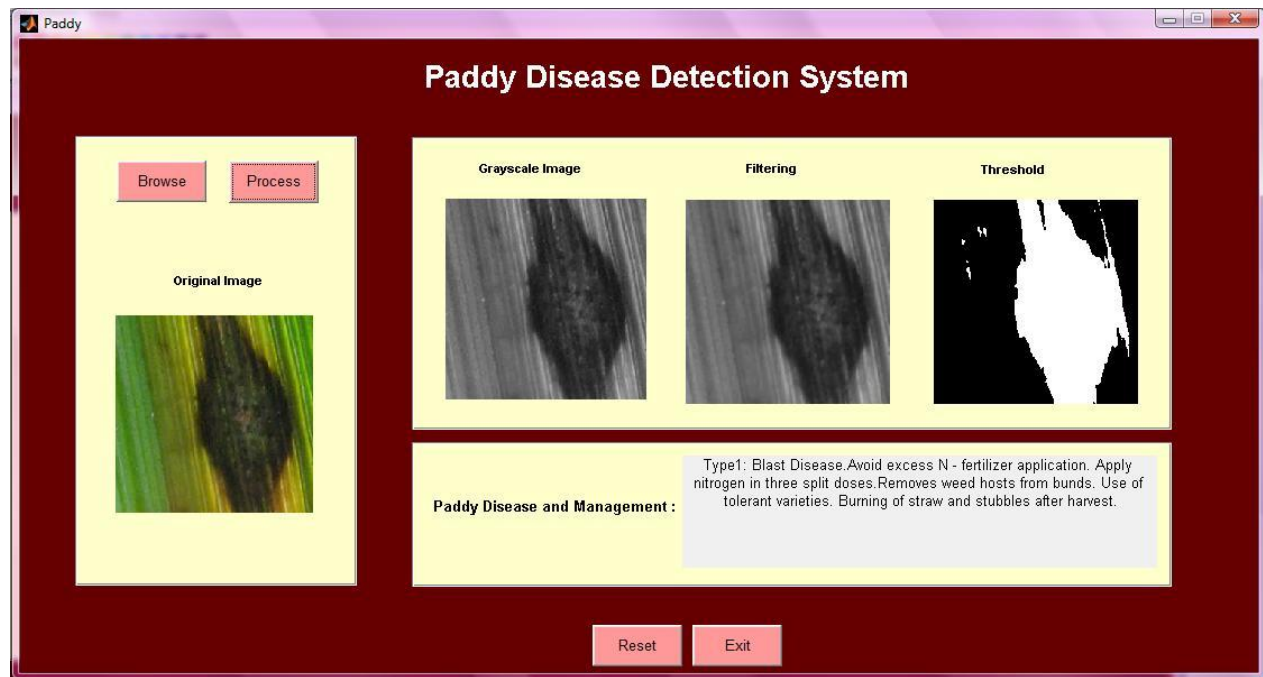 Paddy
Paddy Disease Detection System
Browse
Process
Original Image
Grayscale Image
Filtering
Threshold
Paddy Disease and Management :
Type1: Blast Disease.Avoid excess N - fertilizer application. Apply
nitrogen in three split doses.Removes weed hosts from bunds. Use of
tolerant varieties. Burning of straw and stubbles after harvest.
Reset
Exit